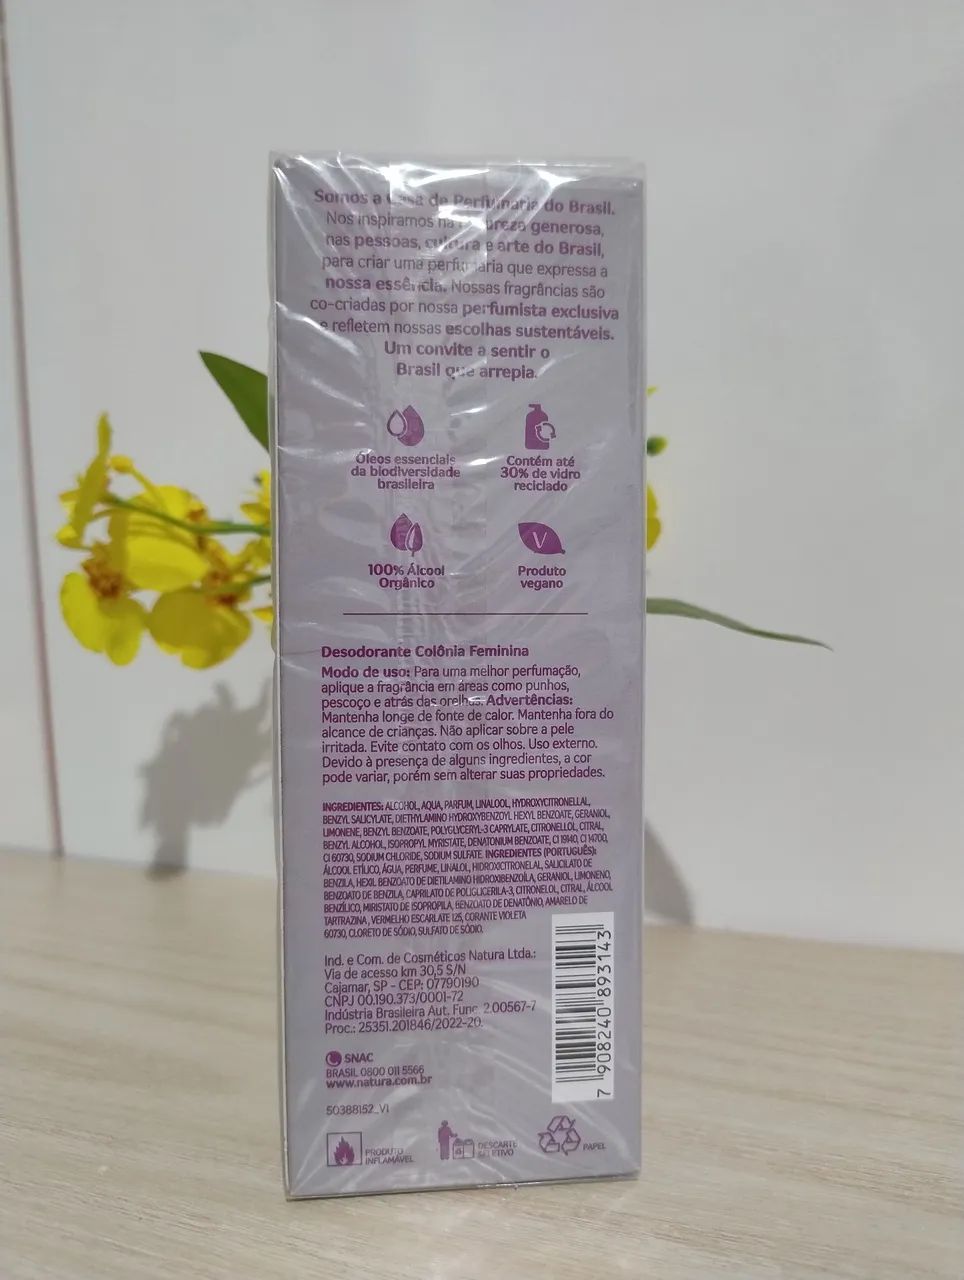 Somos a Casa de Perfumaria do Brasil.
Nos inspiramos na natureza generosa,
nas pessoas, cultura e arte do Brasil,
para criar uma perfumaria que expressa a
nossa essência. Nossas fragrâncias são
co-criadas por nossa perfumista exclusiva
e refletem nossas escolhas sustentáveis.
Um convite a sentir o
Brasil que arrepia.
Óleos essenciais
da biodiversidade
brasileira
Contém até
30% de vidro
reciclado
100% Álcool
Orgânico
V
Produto
vegano
Desodorante Colônia Feminina
Modo de uso: Para uma melhor perfumação,
aplique a fragrância em áreas como punhos,
pescoço e atrás das orelhas. Advertências:
Mantenha longe de fonte de calor. Mantenha fora do
alcance de crianças. Não aplicar sobre a pele
irritada. Evite contato com os olhos. Uso externo.
Devido à presença de alguns ingredientes, a cor
pode variar, porém sem alterar suas propriedades.
INGREDIENTES: ALCOHOL, AQUA, PARFUM, LINALOOL, HYDROXYCITRONELLAL,
BENZYL SALICYLATE, DIETHYLAMINO HYDROXYBENZOYL HEXYL BENZOATE, GERANIOL,
LIMONENE, BENZYL BENZOATE, POLYGLYCERYL-3 CAPRYLATE, CITRONELLOL, CITRAL,
BENZYL ALCOHOL, ISOPROPYL MYRISTATE, DENATONIUM BENZOATE, CI 19140, CI 14700,
CI 60730, SODIUM CHLORIDE, SODIUM SULFATE. INGREDIENTES (PORTUGUÊS):
ÁLCOOL ETÍLICO, ÁGUA, PERFUME, LINALOL, HIDROXICITRONELAL, SALICILATO DE
BENZILA, HEXIL BENZOATO DE DIETILAMINO HIDROXIBENZOÍLA, GERANIOL, LIMONENO,
BENZOATO DE BENZILA, CAPRILATO DE POLIGLICERILA-3, CITRONELOL, CITRAL, ÁLCOOL
BENZÍLICO, MIRISTATO DE ISOPROPILA, BENZOATO DE DENATÔNIO, AMARELO DE
TARTRAZINA, VERMELHO ESCARLATE 125, CORANTE VIOLETA
60730, CLORETO DE SÓDIO, SULFATO DE SÓDIO.
Ind. e Com. de Cosméticos Natura Ltda.:
Via de acesso km 30,5 S/N
Cajamar, SP - CEP: 07790190
CNPJ 00.190.373/0001-72
Indústria Brasileira Aut. Func. 2.00567-7
Proc.: 25351.201846/2022-20.
SNAC
BRASIL 0800 011 5566
www.natura.com.br
50388152_V1
7 908240 893143
PRODUTO
INFLAMÁVEL
DESCARTE
SELETIVO
PAPEL